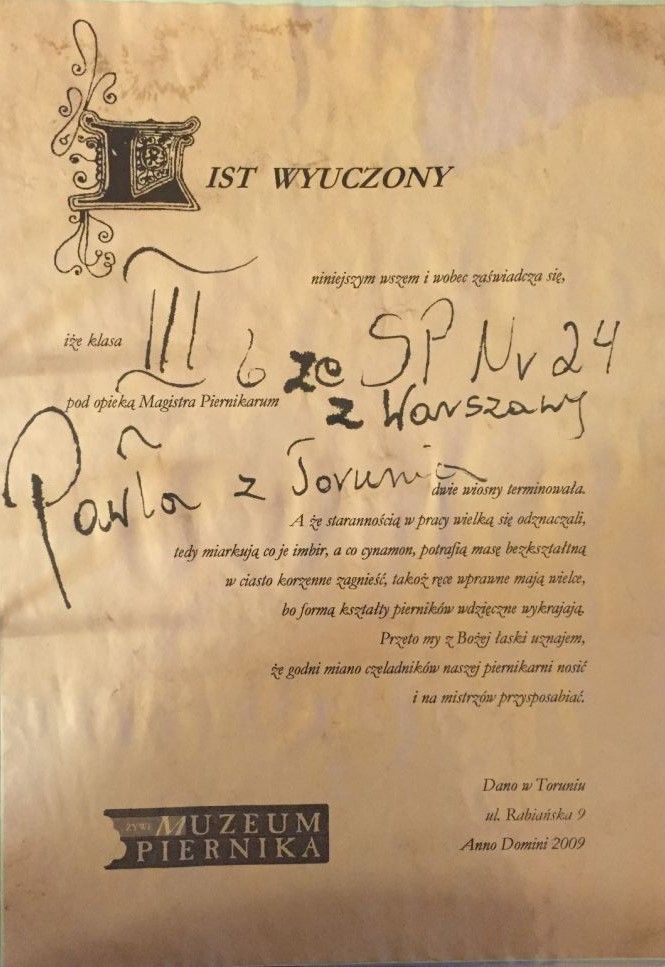 LIST WYUCZONY
niniejszym wszem i wobec zaświadcza się,
iże klasa III b ze SP Nr 24
z Warszawy
pod opieką Magistra Piernikarum
Pawła z Torunia
dwie wiosny terminowała.
A że starannością w pracy wielką się odznaczali,
tedy miarkują co je imbir, a co cynamon, potrafią masę bezkształtną
w ciasto korzenne zagnieść, takoż ręce wprawne mają wielce,
bo formą kształty pierników wdzięczne wykrajają.
Przeto my z Bożej łaski uznajem,
że godni miano czeladników naszej piernikarni nosić
i na mistrzów przysposabiać.
Dano w Toruniu
ul. Rabiańska 9
Anno Domini 2009
ŻYWE MUZEUM
PIERNIKA